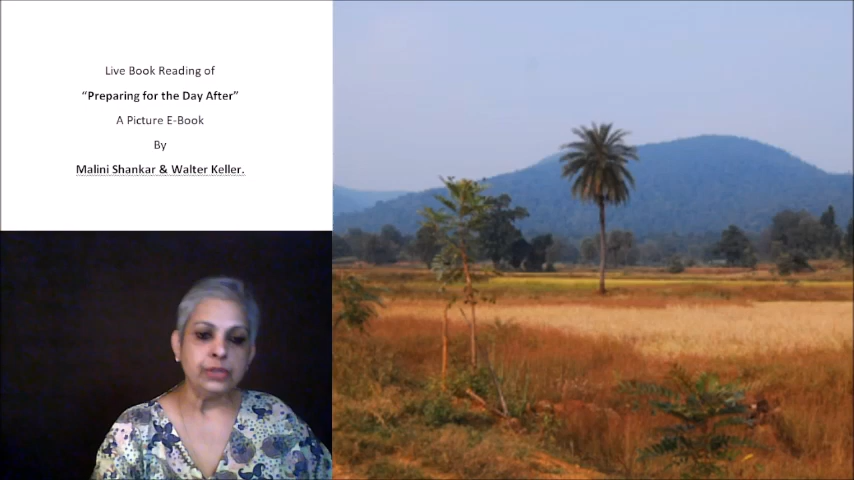 Live Book Reading of
“Preparing for the Day After”
A Picture E-Book
By
Malini Shankar & Walter Keller.